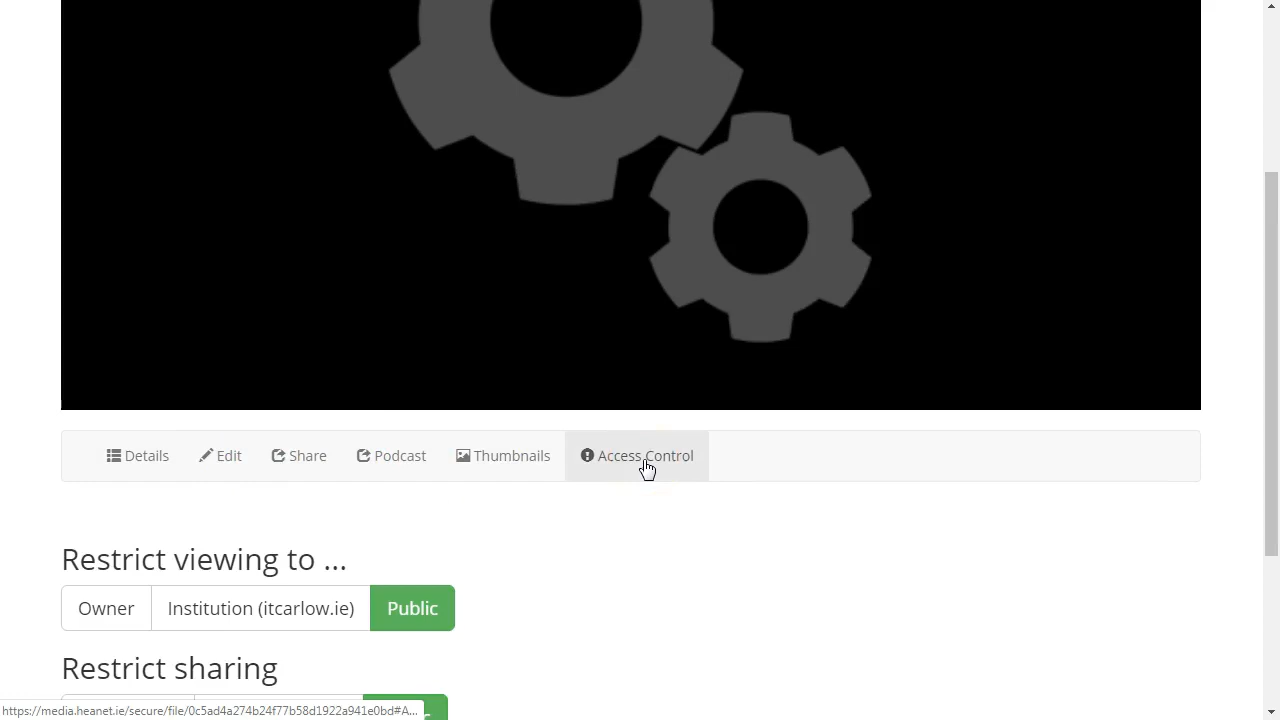 Details Edit Share Podcast Thumbnails Access Control
Restrict viewing to ...
Owner Institution (itcarlow.ie) Public
Restrict sharing
https://media.heanet.ie/secure/file/0c5ad4a274b24f77b58d1922a941e0bd#A...